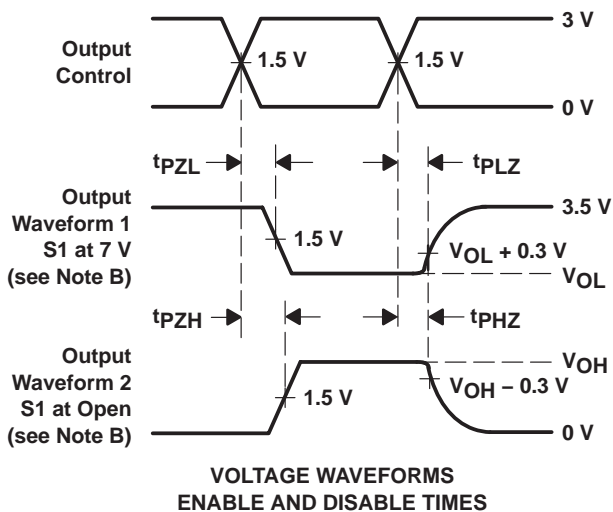 Output
Control
3 V
1.5 V
1.5 V
0 V
tPZL
tPLZ
Output
Waveform 1
S1 at 7 V
(see Note B)
3.5 V
1.5 V
VOL + 0.3 V
VOL
tPZH
tPHZ
Output
Waveform 2
S1 at Open
(see Note B)
VOH
1.5 V
VOH − 0.3 V
0 V
VOLTAGE WAVEFORMS
ENABLE AND DISABLE TIMES